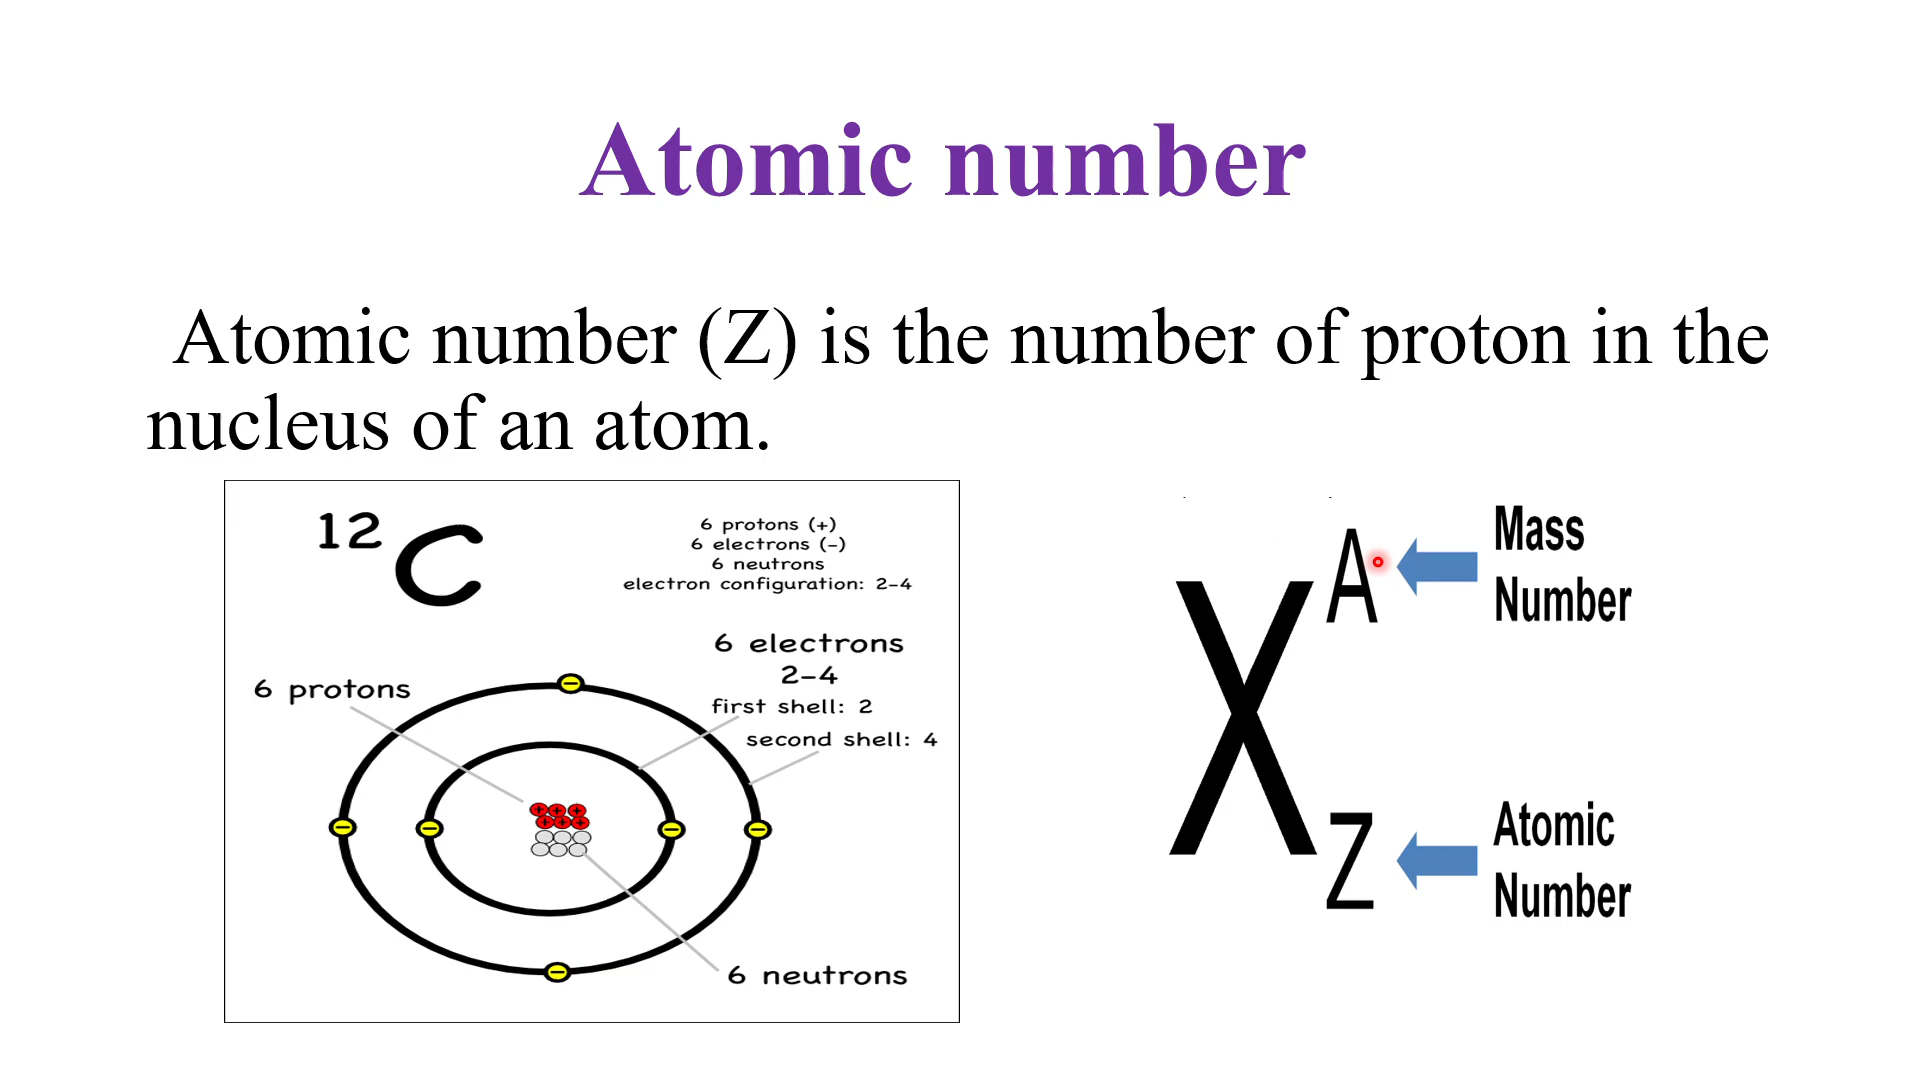 Atomic number
Atomic number (Z) is the number of proton in the
nucleus of an atom.
12
C
6 protons (+)
6 electrons (-)
6 neutrons
electron configuration: 2-4
6 electrons
2-4
first shell: 2
second shell: 4
6 protons
6 neutrons
X
A
Mass
Number
Z
Atomic
Number